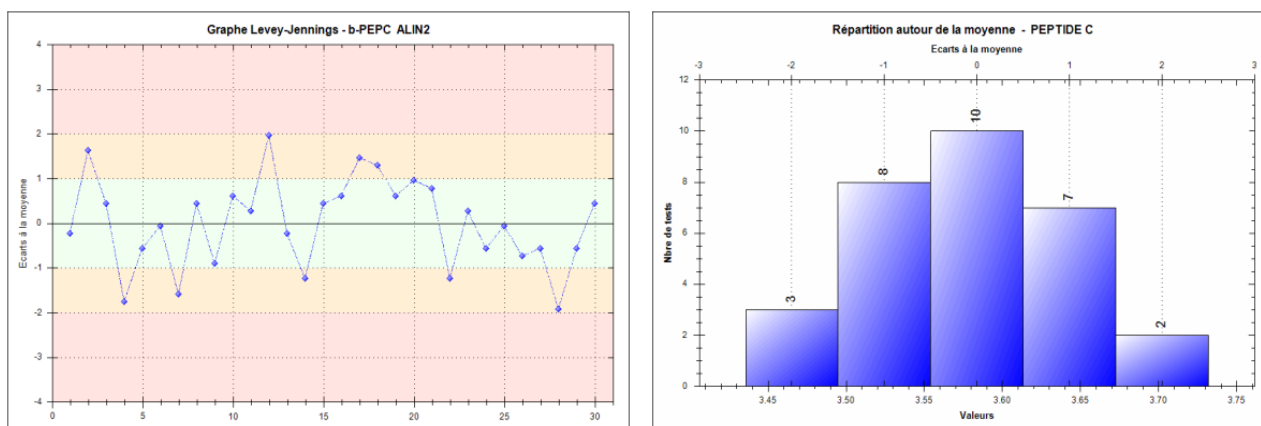 Graphe Levey-Jennings - b-PEPC ALIN2
Ecarts à la moyenne
4
3
2
1
0
-1
-2
-3
-4
0 5 10 15 20 25 30
Répartition autour de la moyenne - PEPTIDE C
Ecarts à la moyenne
-3 -2 -1 0 1 2 3
Nbre de tests
12
10
8
6
4
2
0
3 8 10 7 2
3.45 3.50 3.55 3.60 3.65 3.70 3.75
Valeurs